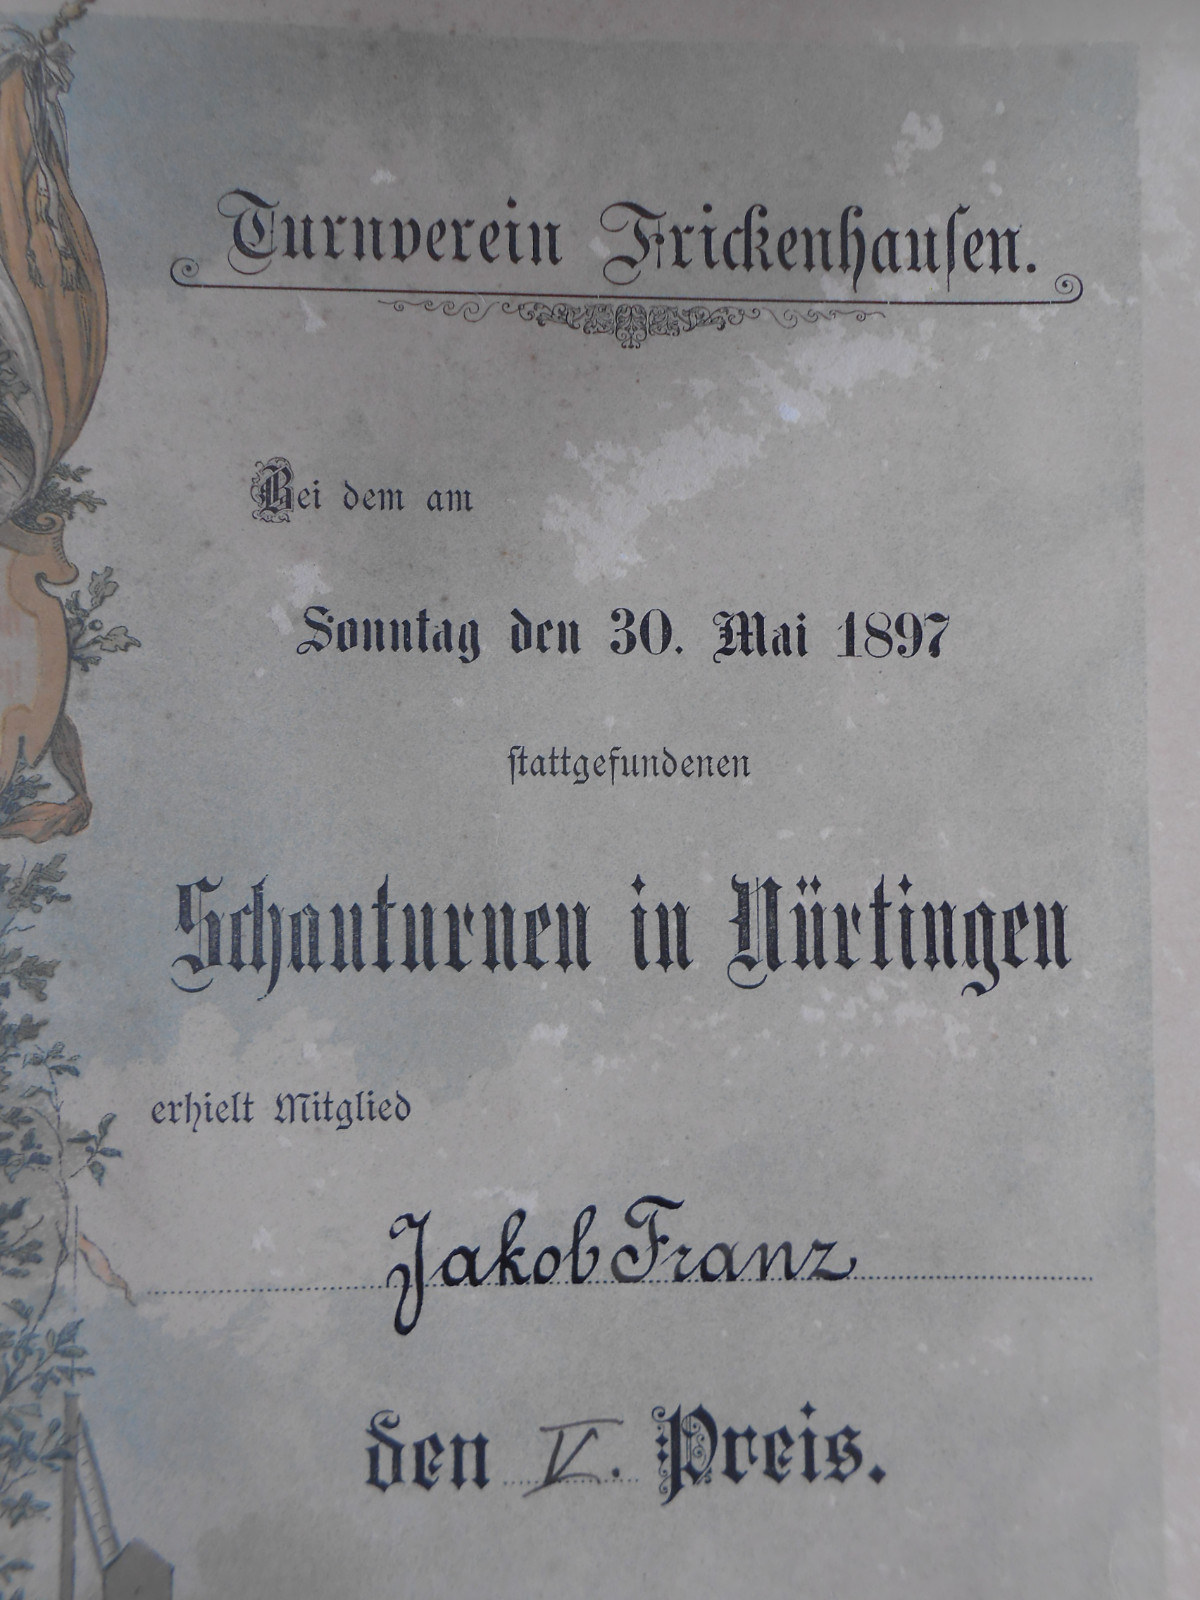 Turnverein Frickenhauſen.
Bei dem am
Sonntag den 30. Mai 1897
ſtattgefundenen
Schauturnen in Nürtingen
erhielt Mitglied
Jakob Franz
den V. Preis.